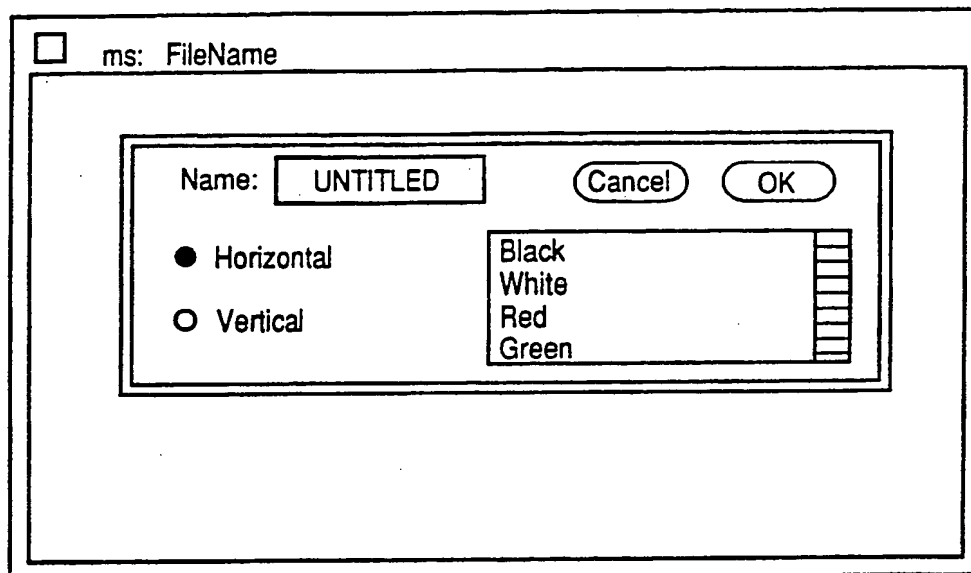 ms: FileName
Name: UNTITLED Cancel OK
Horizontal
Vertical
Black
White
Red
Green